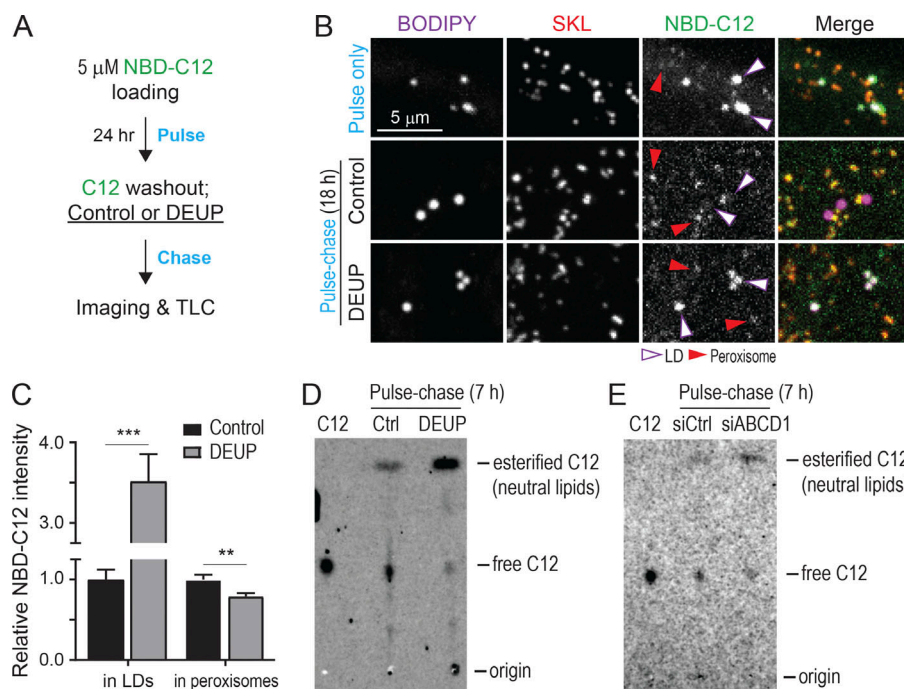 A
5 μM NBD-C12
loading
24 hr
Pulse
C12 washout;
Control or DEUP
Chase
Imaging & TLC
B
BODIPY
SKL
NBD-C12
Merge
Pulse only
5 μm
Pulse-chase (18 h)
Control
DEUP
LD
Peroxisome
C
Relative NBD-C12 intensity
4.0
3.0
1.0
0.0
***
**
Control
DEUP
in LDs
in peroxisomes
D
Pulse-chase (7 h)
C12
Ctrl
DEUP
esterified C12
(neutral lipids)
free C12
origin
E
Pulse-chase (7 h)
C12
siCtrl
siABCD1
esterified C12
(neutral lipids)
free C12
origin